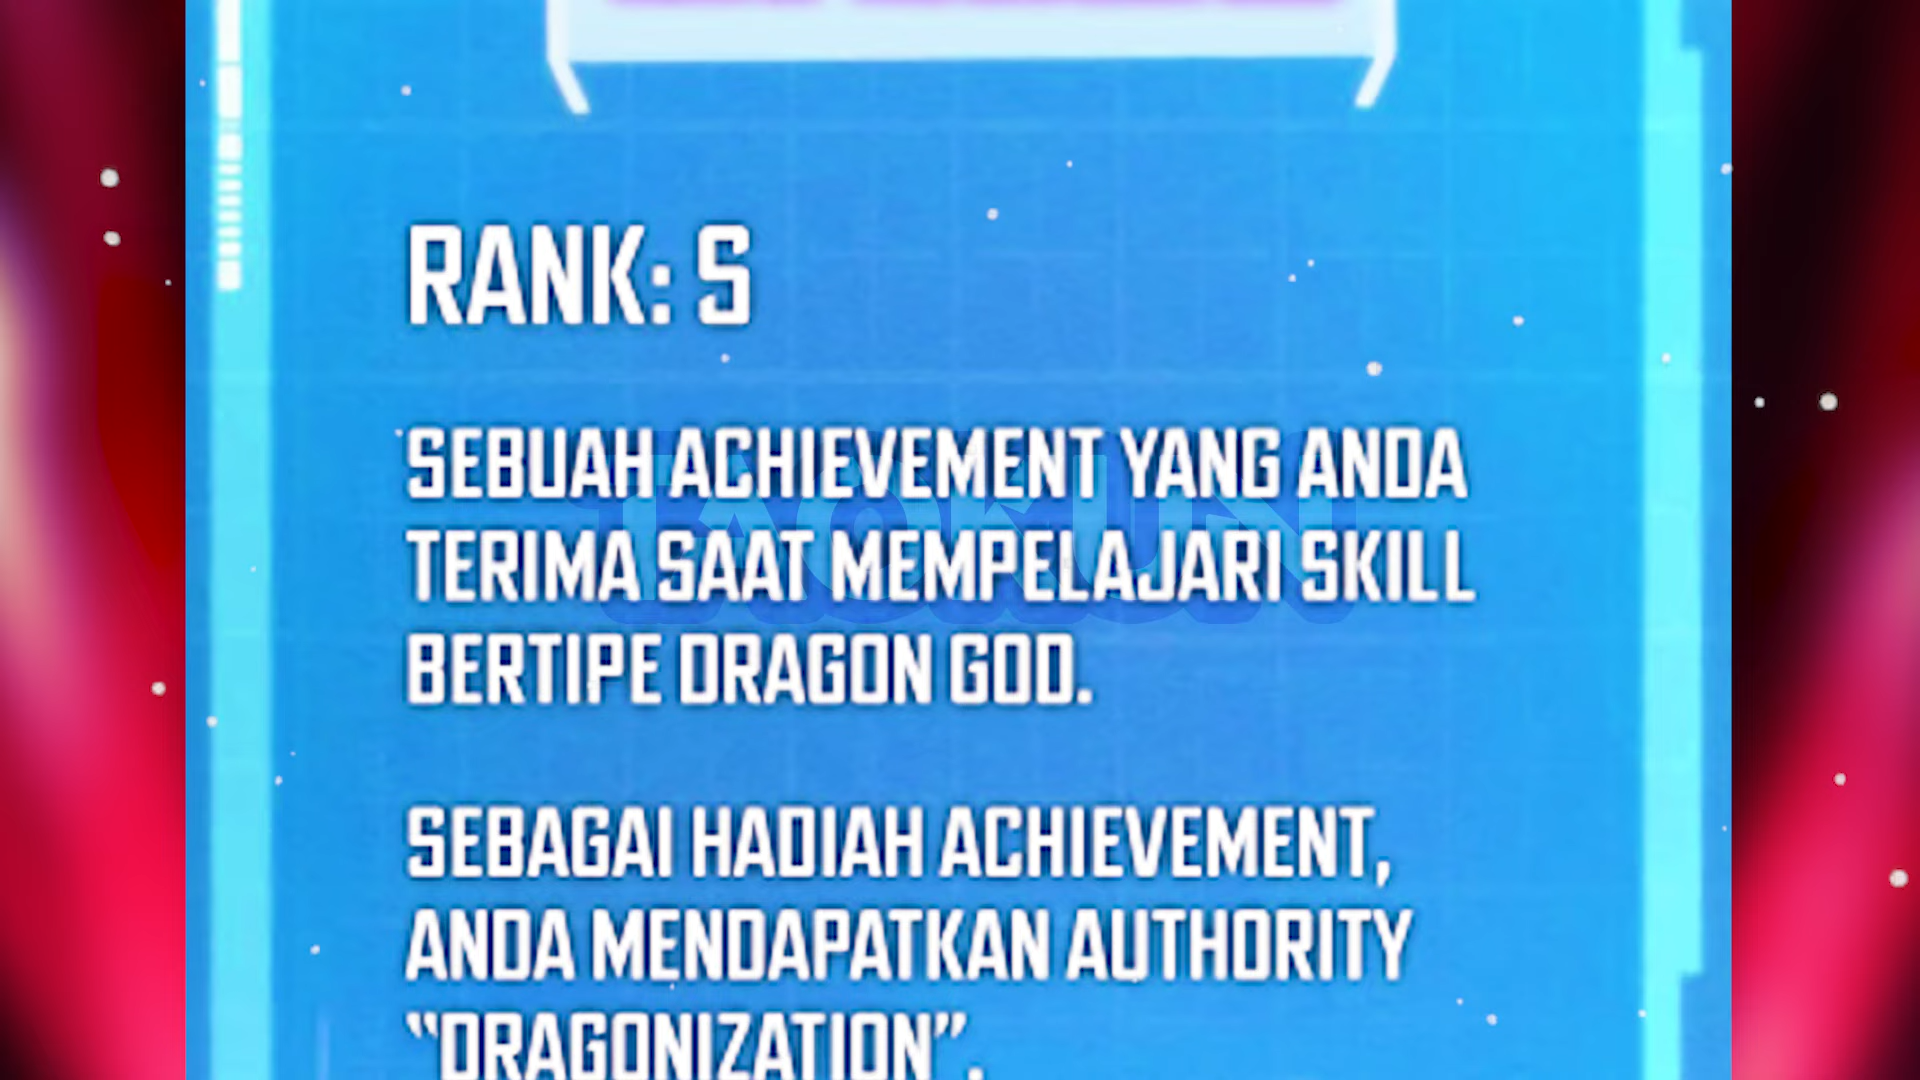 RANK: S
SEBUAH ACHIEVEMENT YANG ANDA
TERIMA SAAT MEMPELAJARI SKILL
BERTIPE DRAGON GOD.
SEBAGAI HADIAH ACHIEVEMENT,
ANDA MENDAPATKAN AUTHORITY
“DRAGONIZATION”.
TAOKUN